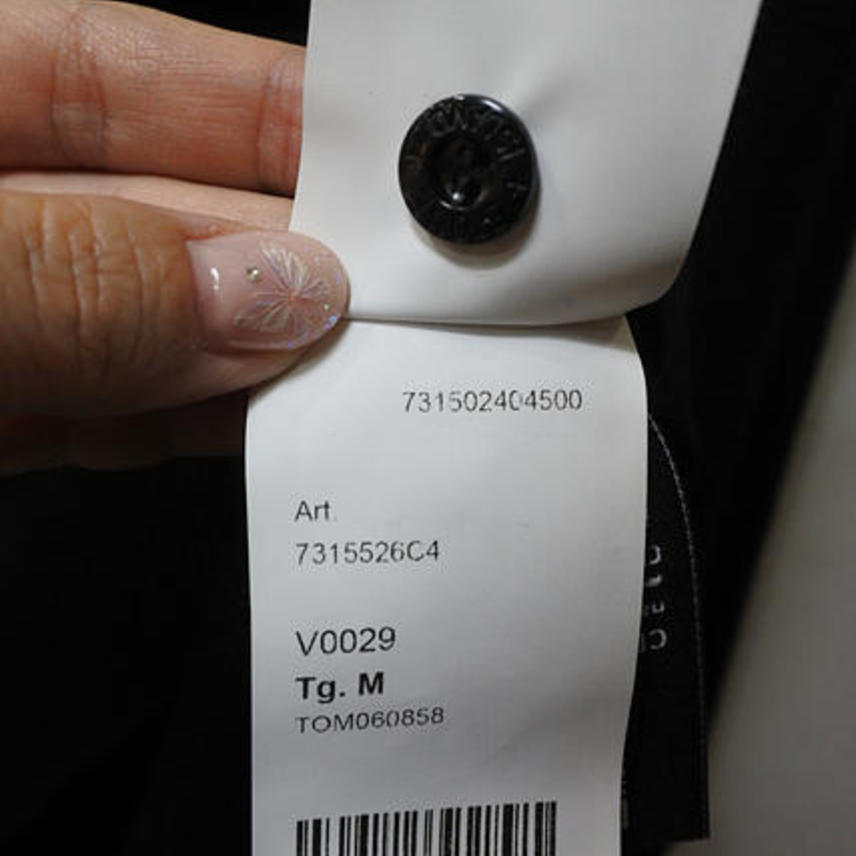 731502404500
Art.
7315526C4
V0029
Tg. M
TOM060858